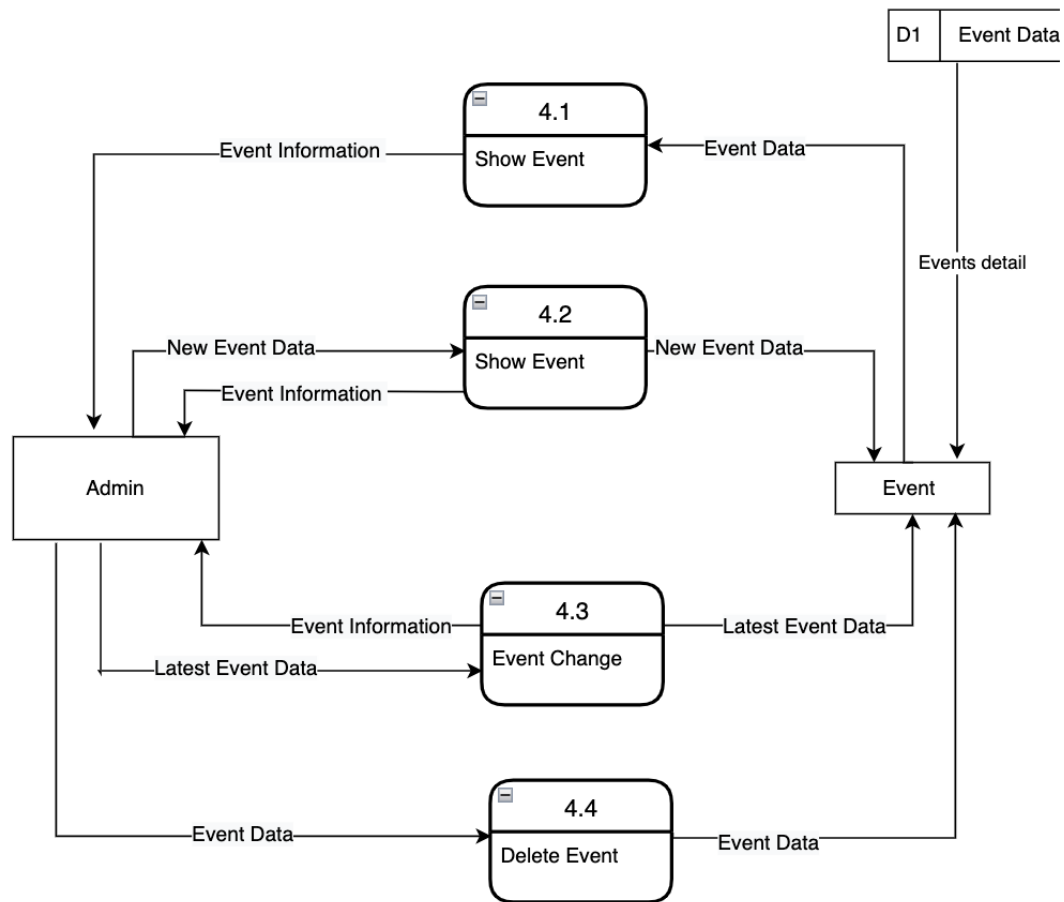 D1
Event Data
4.1
Show Event
Event Information
Event Data
Events detail
4.2
Show Event
New Event Data
New Event Data
Event Information
Admin
Event
4.3
Event Change
Event Information
Latest Event Data
Latest Event Data
4.4
Delete Event
Event Data
Event Data